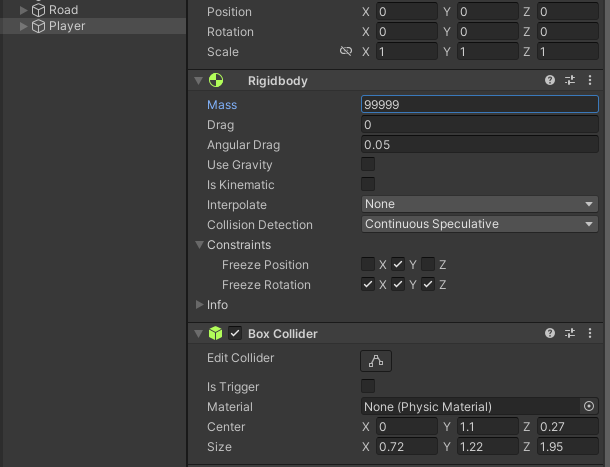 Road
Player
Position X 0 Y 0 Z 0
Rotation X 0 Y 0 Z 0
Scale X 1 Y 1 Z 1
Rigidbody
Mass 99999
Drag 0
Angular Drag 0.05
Use Gravity
Is Kinematic
Interpolate None
Collision Detection Continuous Speculative
Constraints
Freeze Position X Y Z
Freeze Rotation X Y Z
Info
Box Collider
Edit Collider
Is Trigger
Material None (Physic Material)
Center X 0 Y 1.1 Z 0.27
Size X 0.72 Y 1.22 Z 1.95